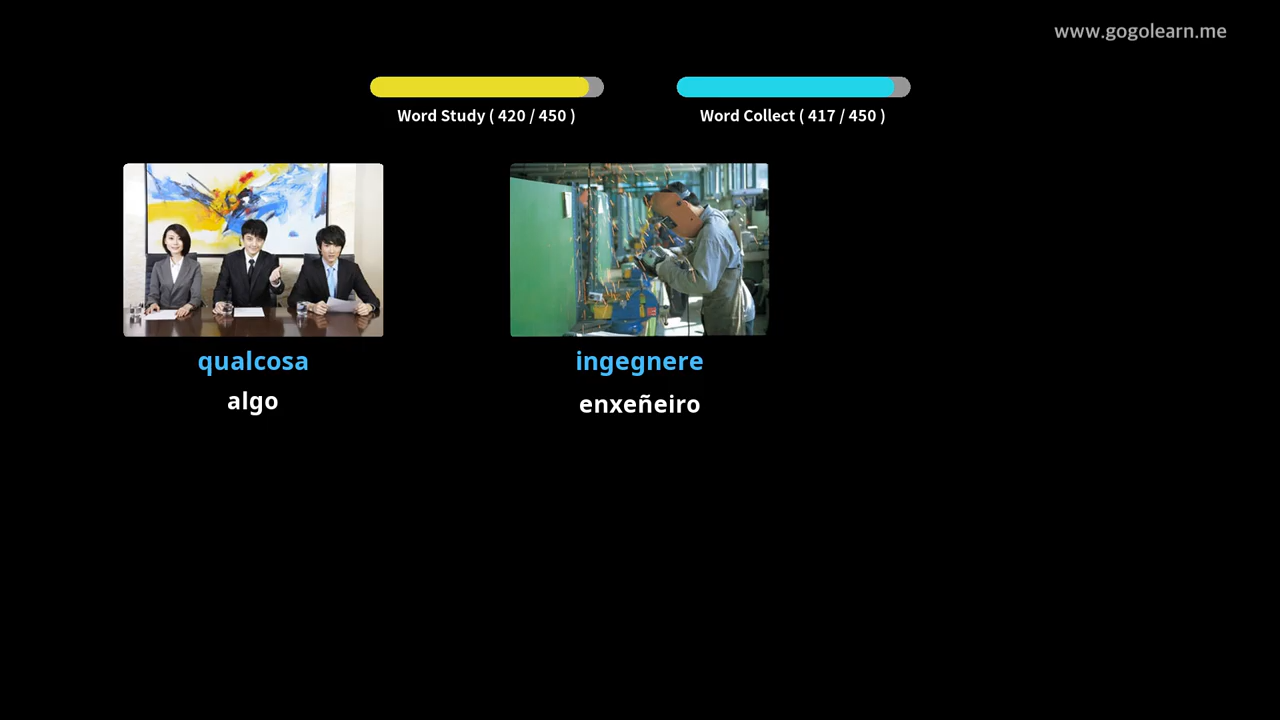 www.gogolearn.me
Word Study ( 420 / 450 )
Word Collect ( 417 / 450 )
qualcosa
algo
ingegnere
enxeñeiro